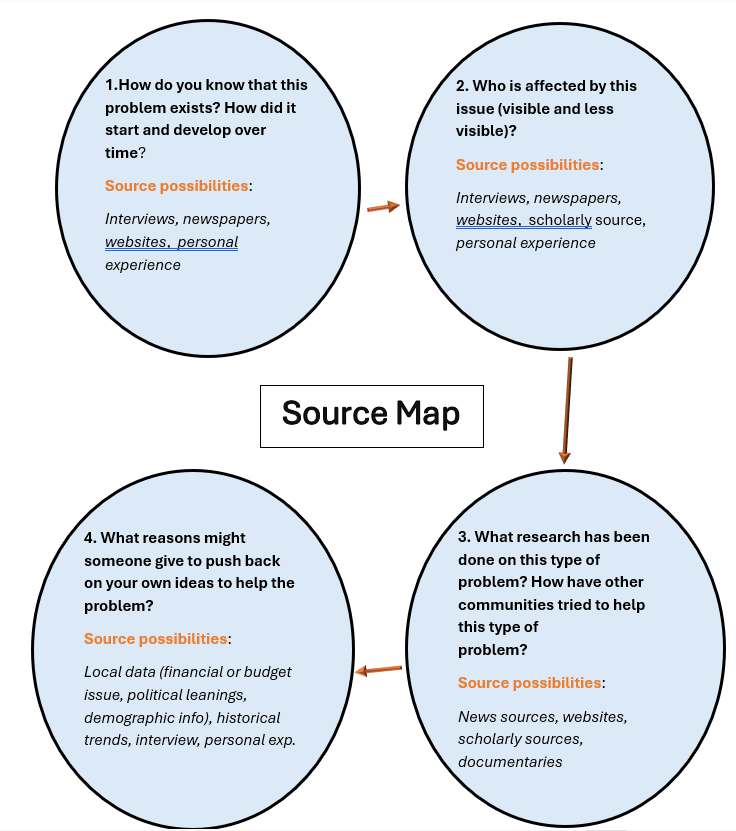 1.How do you know that this
problem exists? How did it
start and develop over
time?
Source possibilities:
Interviews, newspapers,
websites, personal
experience
2. Who is affected by this
issue (visible and less
visible)?
Source possibilities:
Interviews, newspapers,
websites, scholarly source,
personal experience
Source Map
3. What research has been
done on this type of
problem? How have other
communities tried to help
this type of
problem?
Source possibilities:
News sources, websites,
scholarly sources,
documentaries
4. What reasons might
someone give to push back
on your own ideas to help the
problem?
Source possibilities:
Local data (financial or budget
issue, political leanings,
demographic info), historical
trends, interview, personal exp.